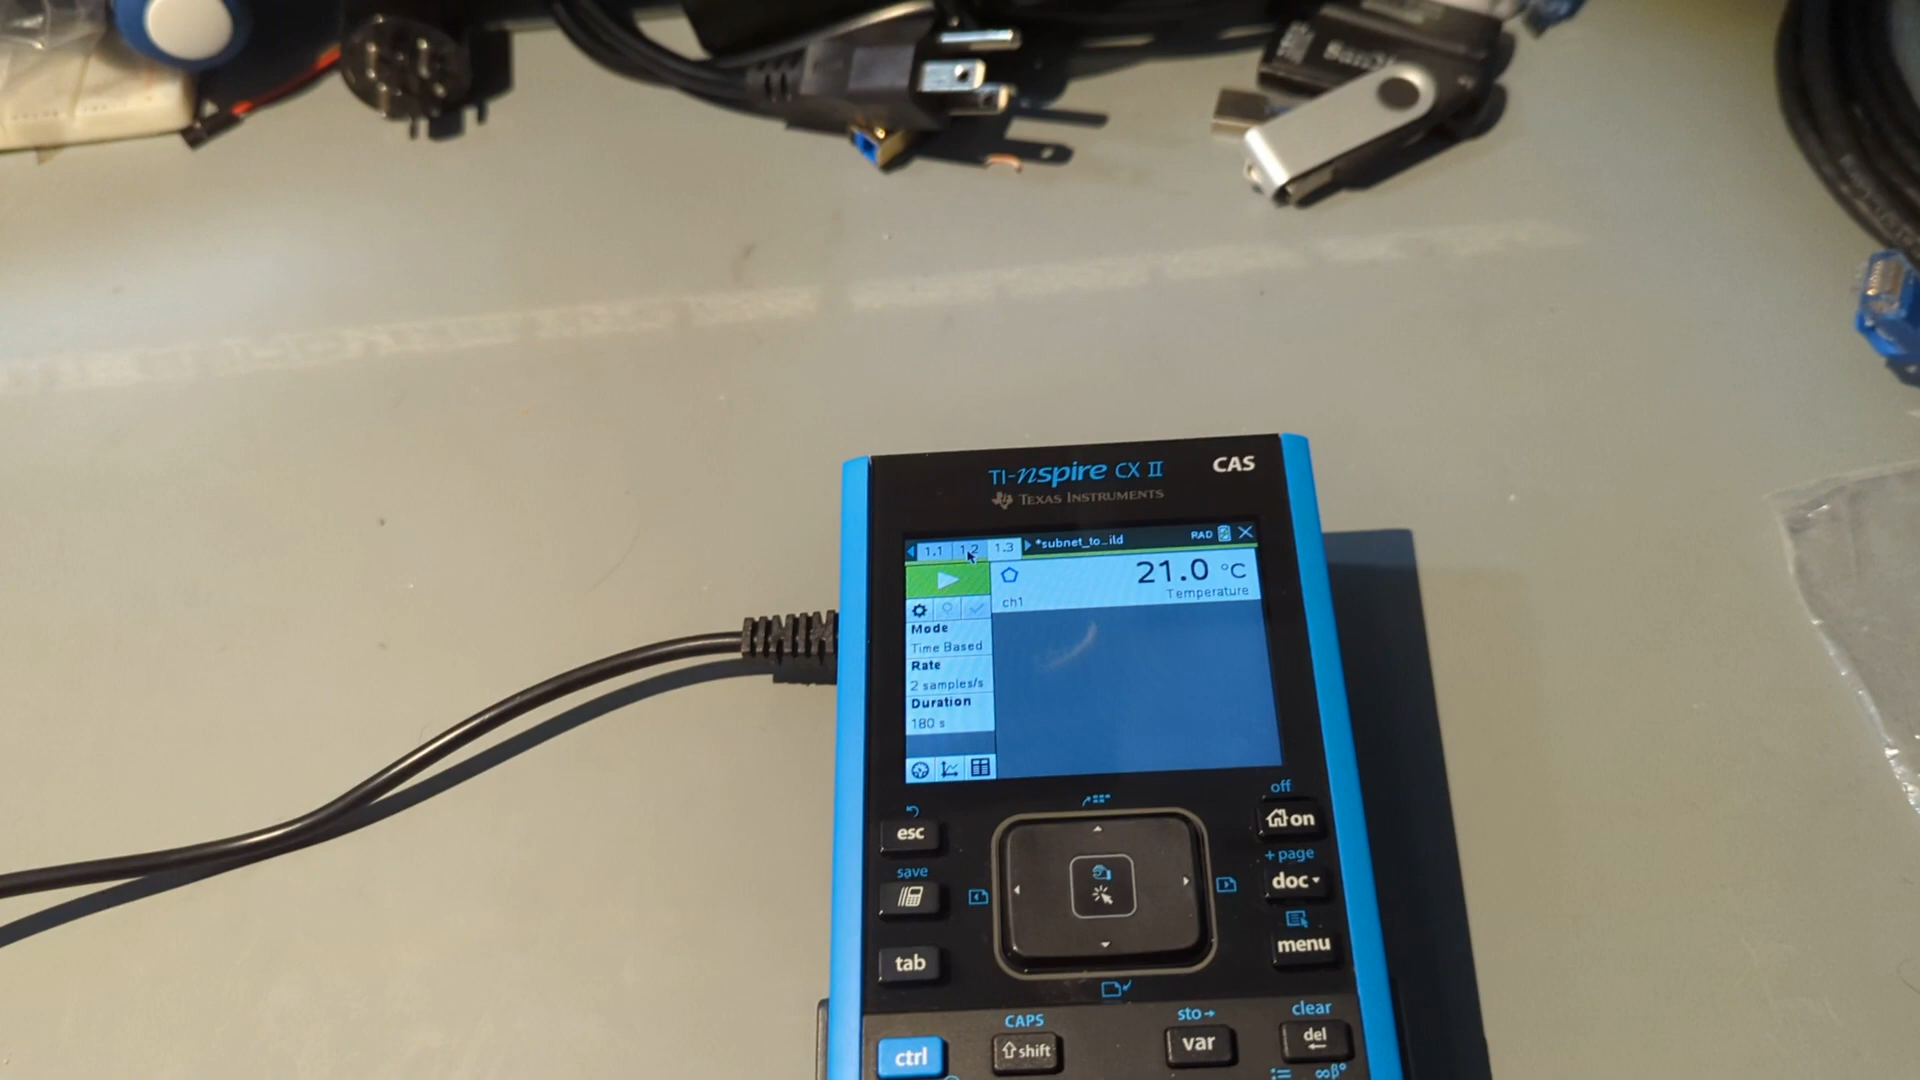 SanDi
TI-nspire CX II
CAS
TEXAS INSTRUMENTS
1.1 1.2 1.3 *subnet_to_ild RAD
21.0 °C
ch1 Temperature
Mode
Time Based
Rate
2 samples/s
Duration
180 s
off
esc
on
save
+ page
doc
tab
menu
CAPS
sto→
clear
ctrl
shift
var
del
∞β°